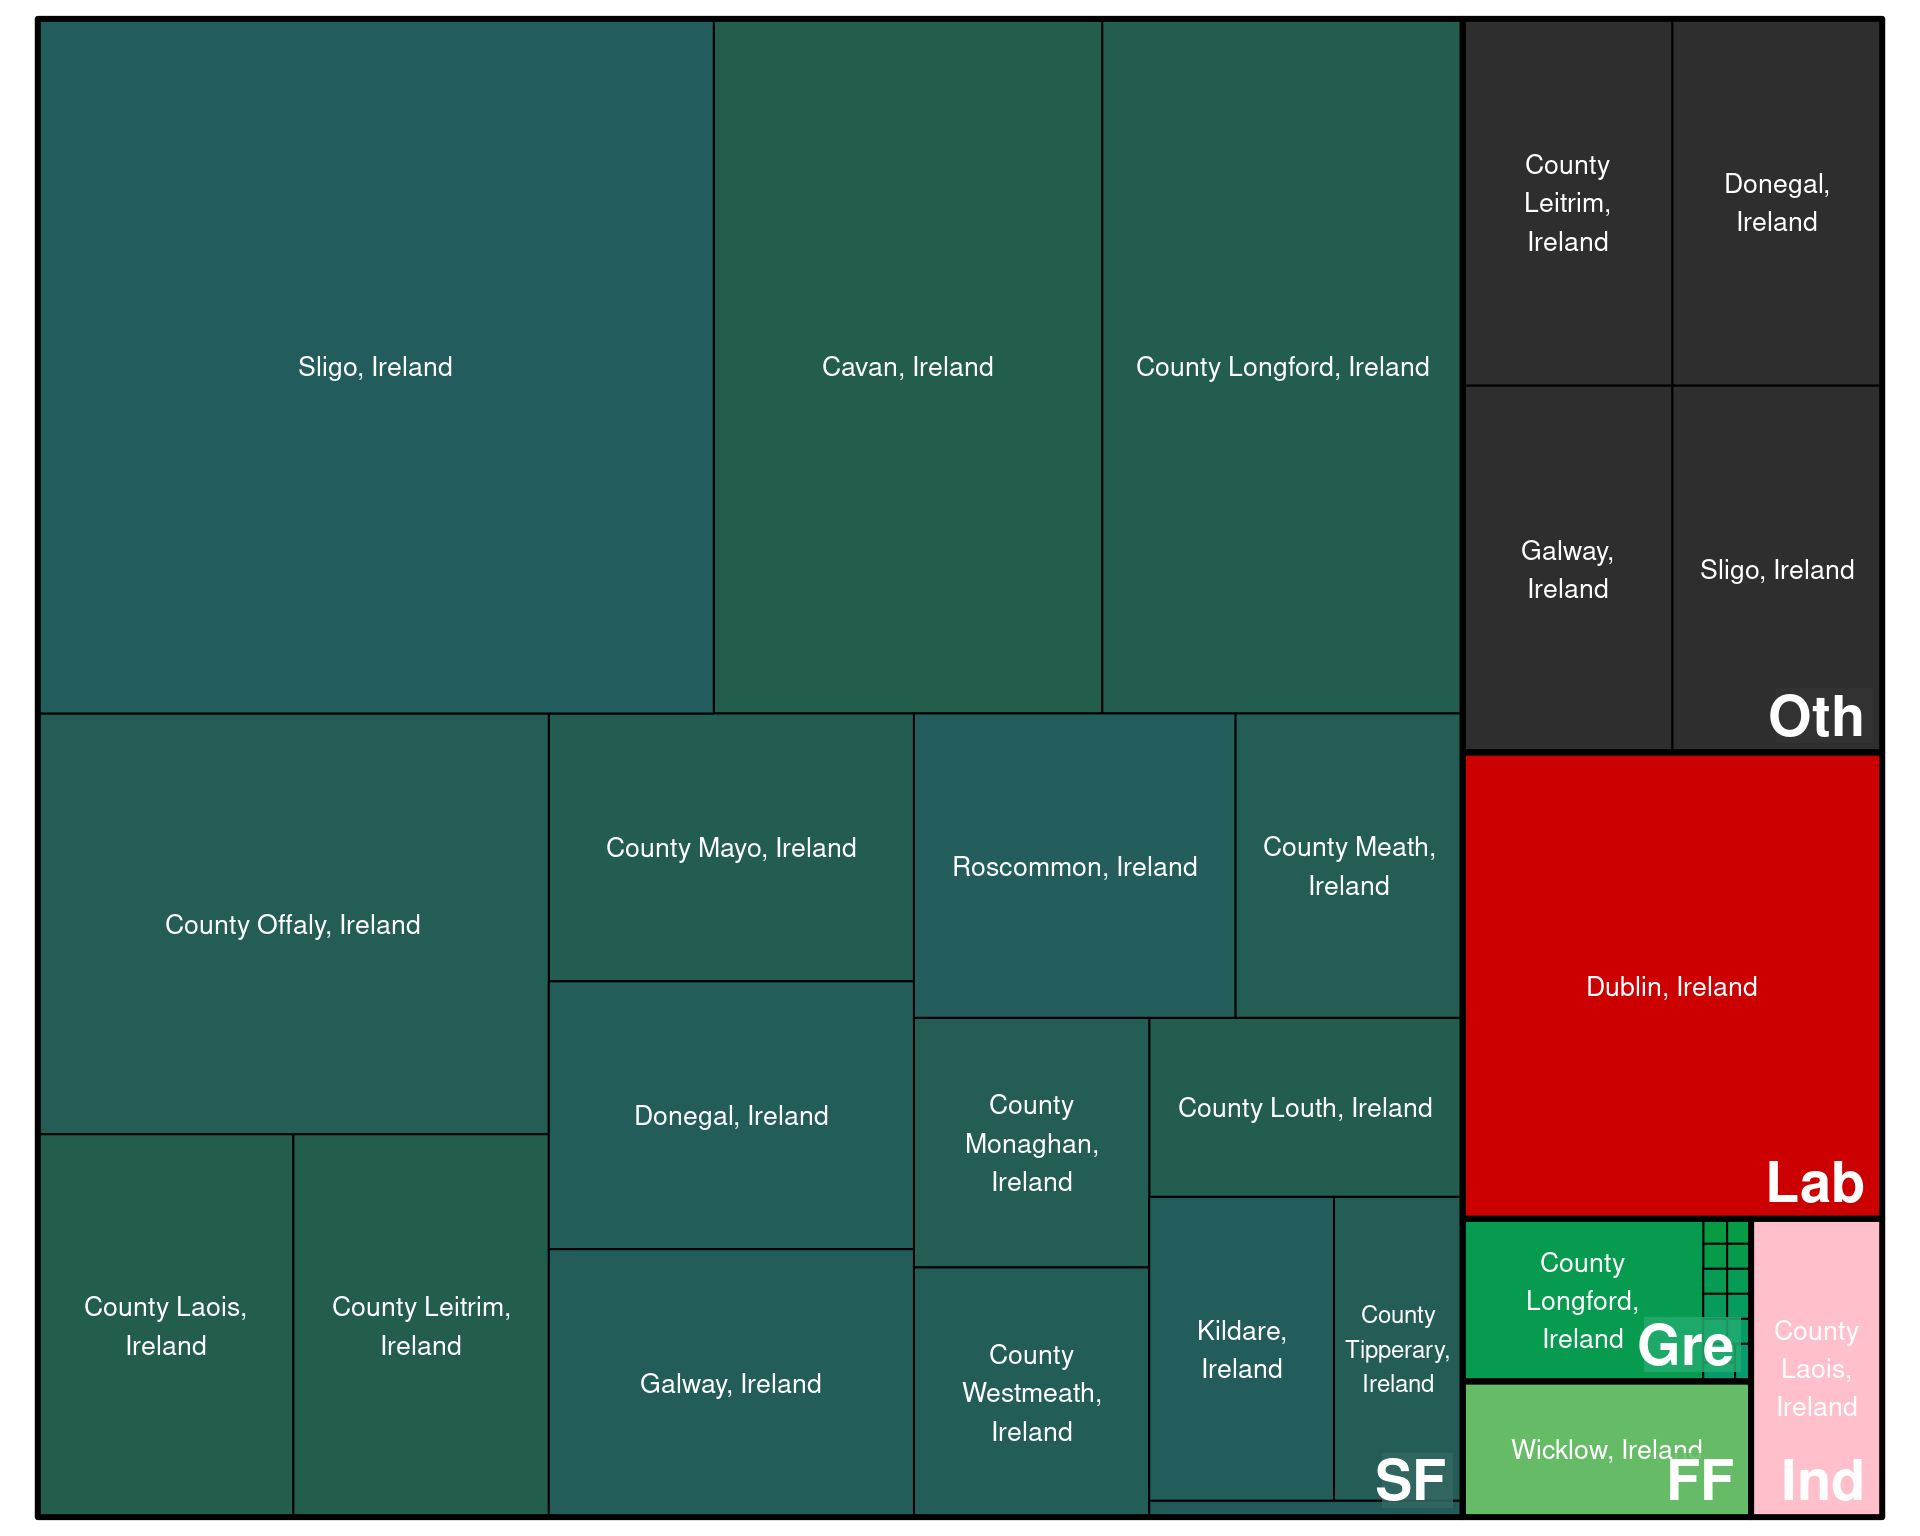 Sligo, Ireland
Cavan, Ireland
County Longford, Ireland
County Offaly, Ireland
County Mayo, Ireland
Roscommon, Ireland
County Meath,
Ireland
Donegal, Ireland
County
Monaghan,
Ireland
County Louth, Ireland
County Laois,
Ireland
County Leitrim,
Ireland
Galway, Ireland
County
Westmeath,
Ireland
Kildare,
Ireland
County
Tipperary,
Ireland
SF
County
Leitrim,
Ireland
Donegal,
Ireland
Galway,
Ireland
Sligo, Ireland
Oth
Dublin, Ireland
Lab
County
Longford,
Ireland
Gre
Wicklow, Ireland
FF
County
Laois,
Ireland
Ind